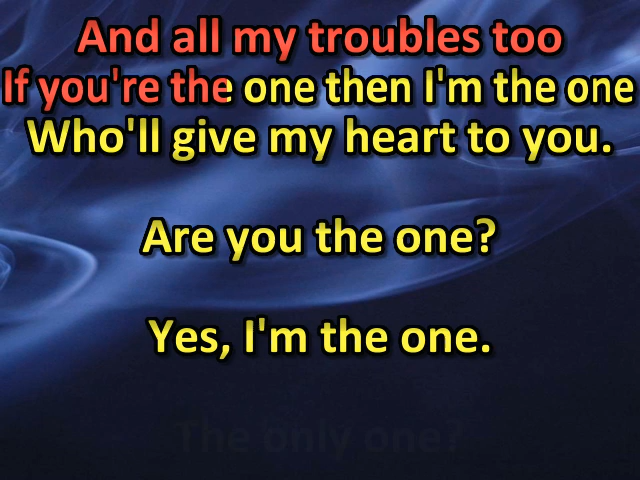 And all my troubles too
If you're the one then I'm the one
Who'll give my heart to you.
Are you the one?
Yes, I'm the one.
The only one?